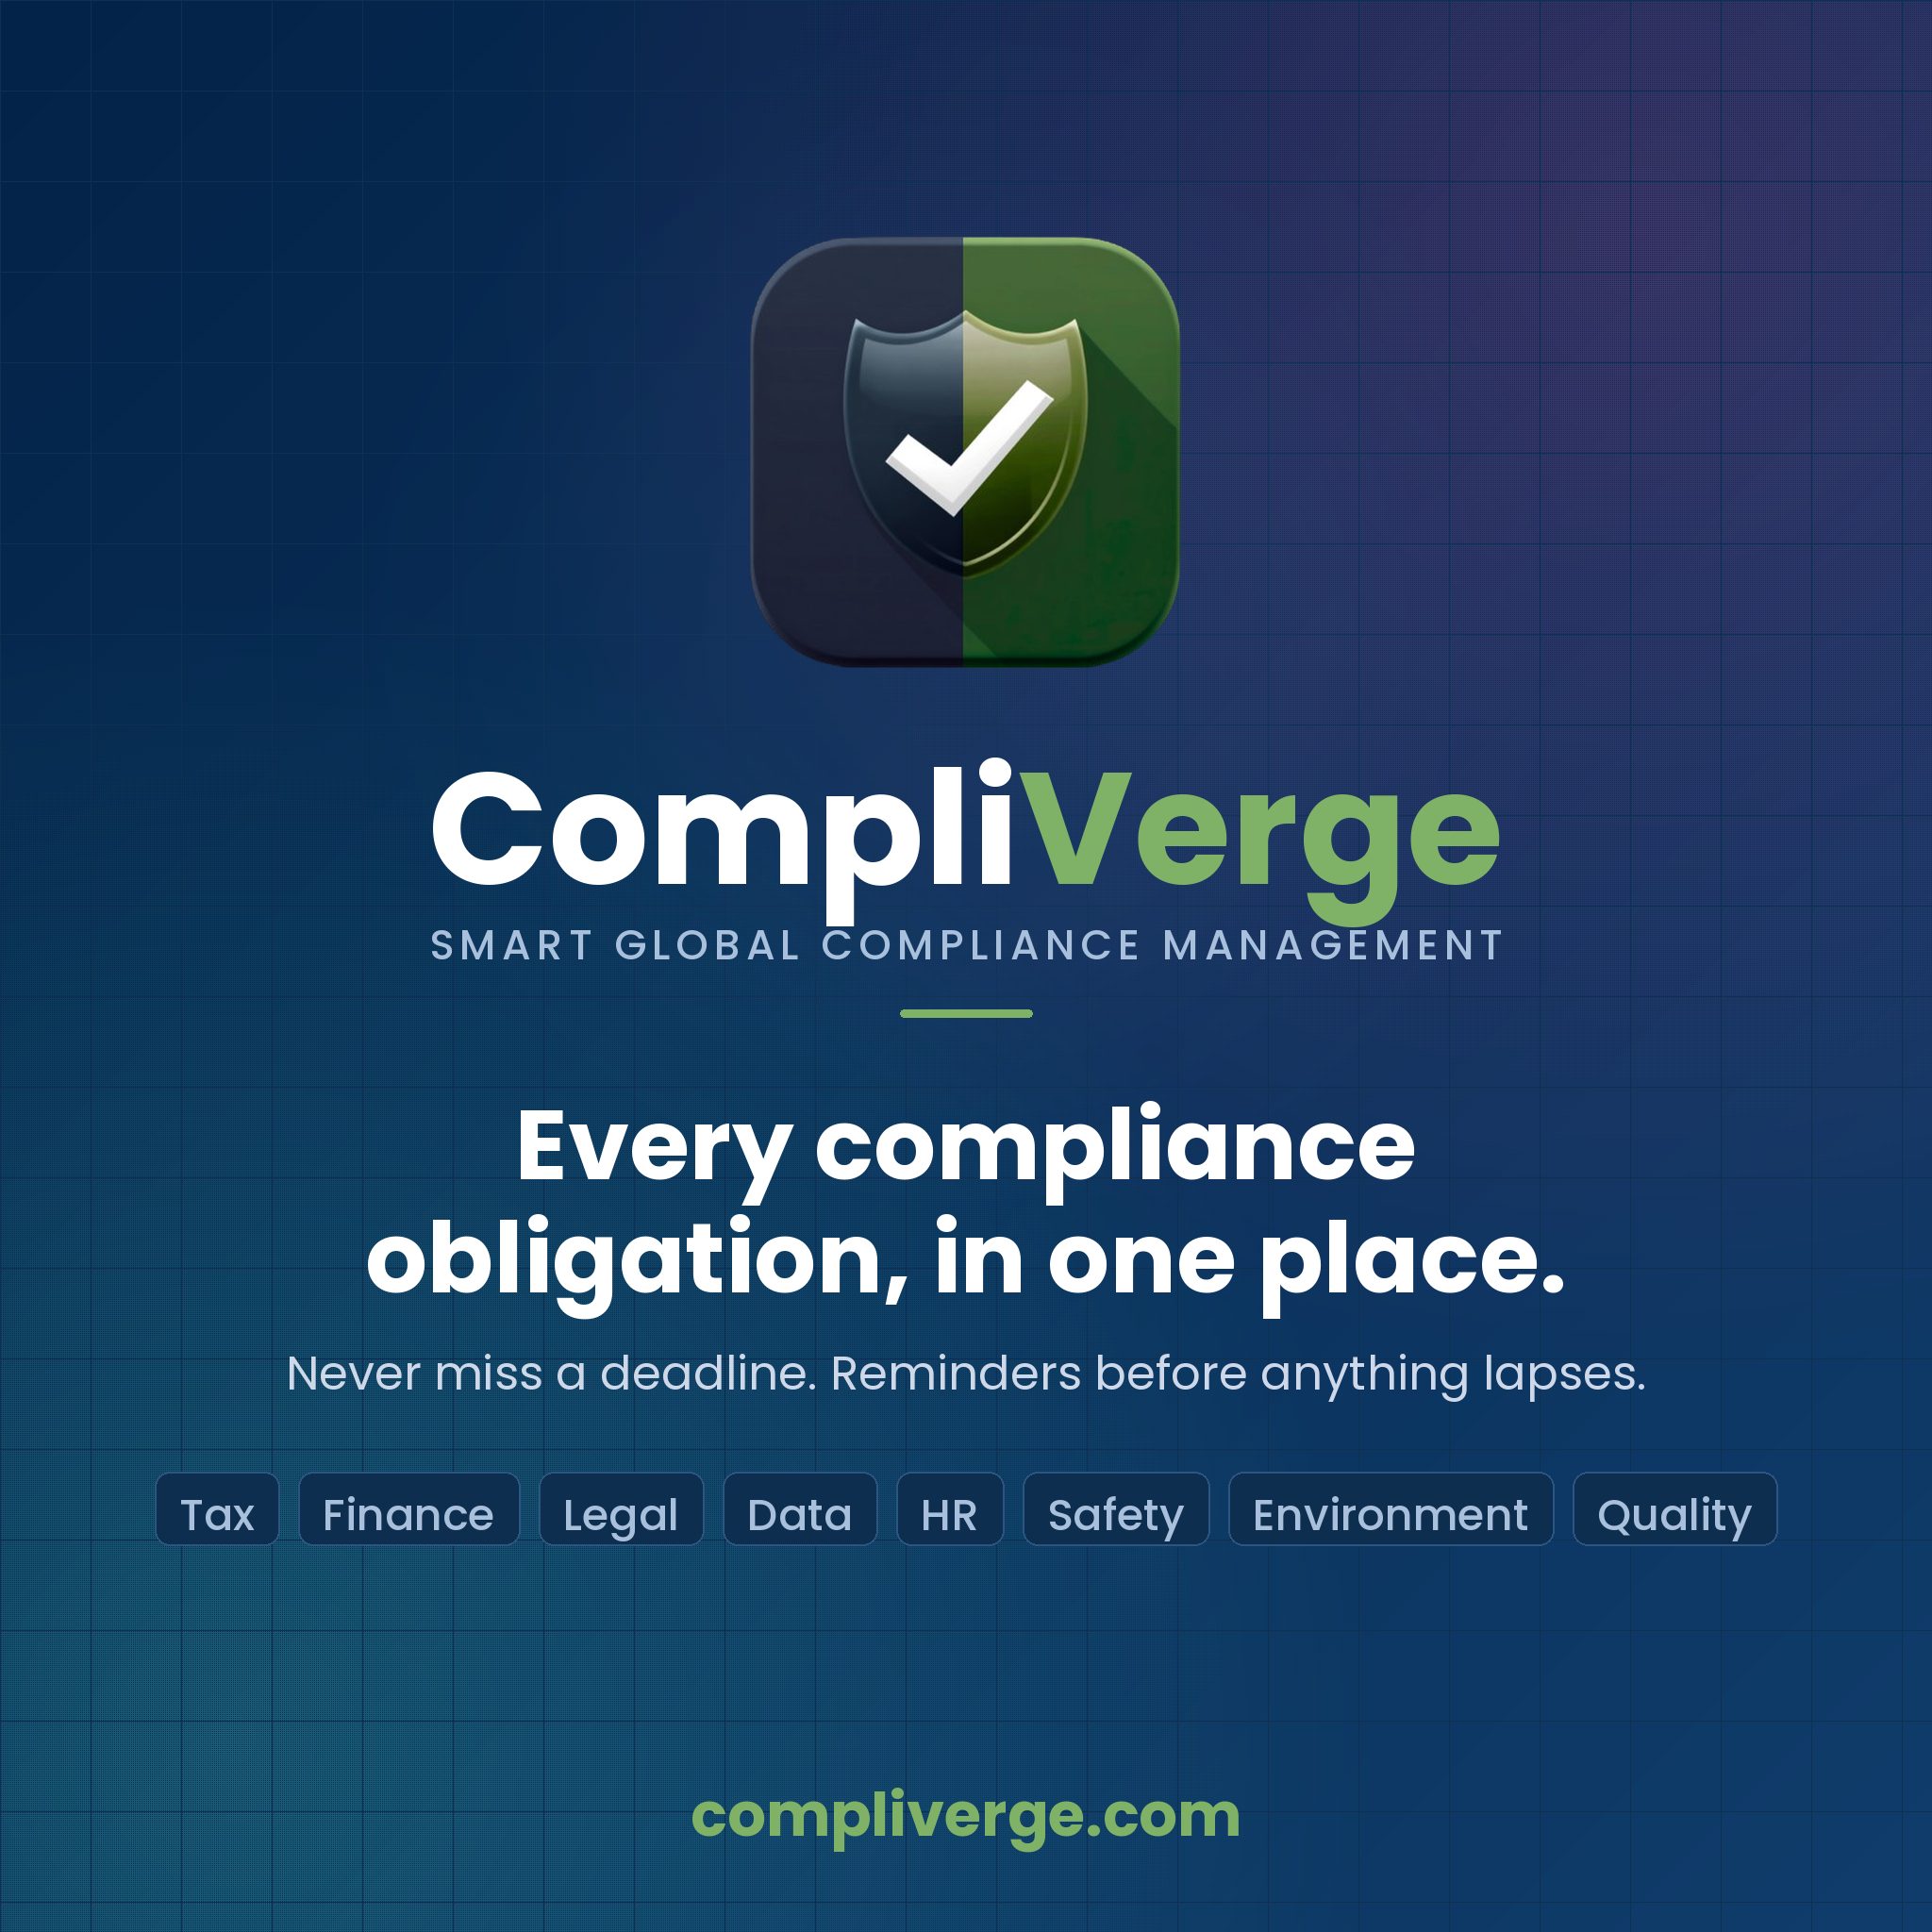 CompliVerge
SMART GLOBAL COMPLIANCE MANAGEMENT
Every compliance
obligation, in one place.
Never miss a deadline. Reminders before anything lapses.
Tax Finance Legal Data HR Safety Environment Quality
compliverge.com